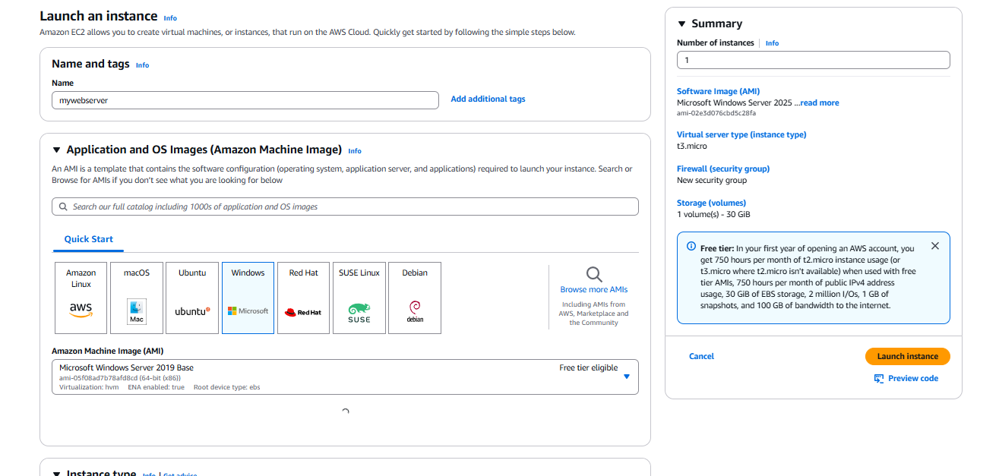 Launch an instance Info
Amazon EC2 allows you to create virtual machines, or instances, that run on the AWS Cloud. Quickly get started by following the simple steps below.
Name and tags Info
Name
mywebserver
Add additional tags
Application and OS Images (Amazon Machine Image) Info
An AMI is a template that contains the software configuration (operating system, application server, and applications) required to launch your instance. Search or
Browse for AMIs if you don't see what you are looking for below
Search our full catalog including 1000s of application and OS images
Quick Start
Amazon
Linux
aws
macOS
Mac
Ubuntu
ubuntu
Windows
Microsoft
Red Hat
Red Hat
SUSE Linux
SUSE
Debian
debian
Browse more AMIs
Including AMIs from
AWS, Marketplace and
the Community
Amazon Machine Image (AMI)
Microsoft Windows Server 2019 Base
Free tier eligible
ami-05f08ad7b78afd8cd (64-bit (x86))
Virtualization: hvm ENA enabled: true Root device type: ebs
Instance type Info | Get advice
Summary
Number of instances Info
1
Software Image (AMI)
Microsoft Windows Server 2025 ...read more
ami-02e3d076cbd5c28fa
Virtual server type (instance type)
t3.micro
Firewall (security group)
New security group
Storage (volumes)
1 volume(s) - 30 GiB
Free tier: In your first year of opening an AWS account, you
get 750 hours per month of t2.micro instance usage (or
t3.micro where t2.micro isn't available) when used with free
tier AMIs, 750 hours per month of public IPv4 address
usage, 30 GiB of EBS storage, 2 million I/Os, 1 GB of
snapshots, and 100 GB of bandwidth to the internet.
Cancel
Launch instance
Preview code